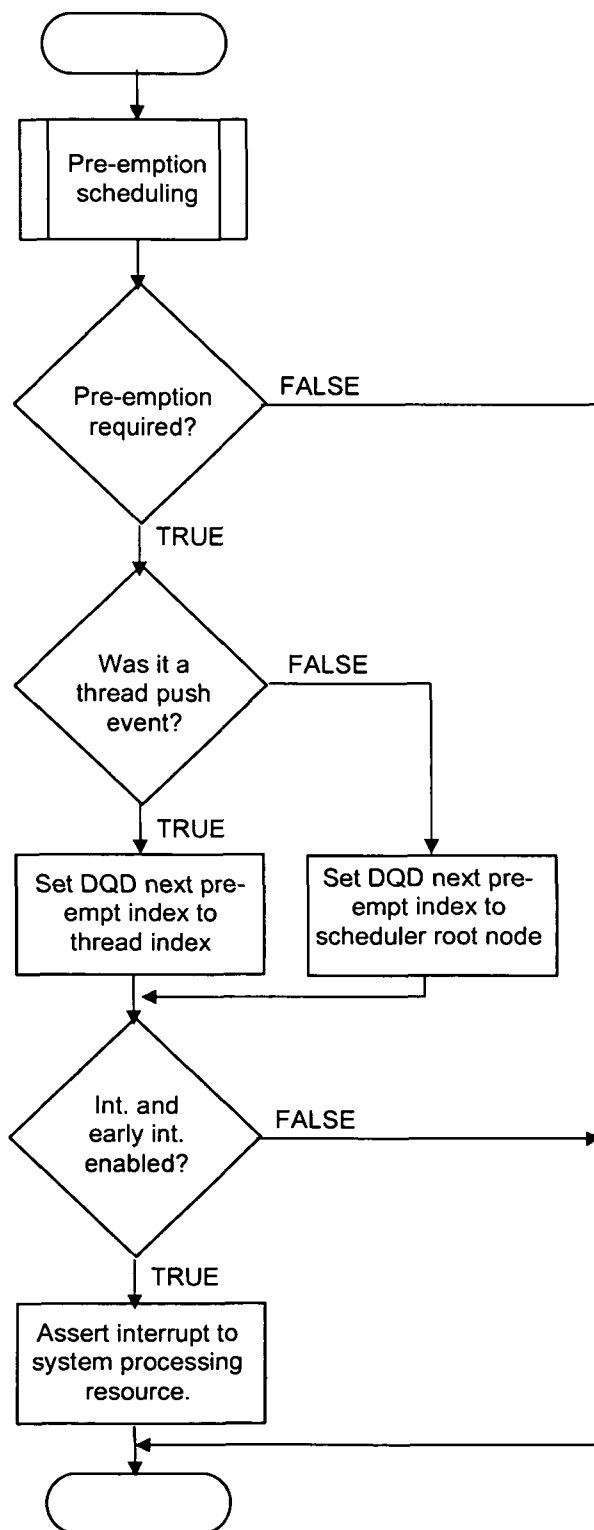 Pre-emption
scheduling
Pre-emption
required?
FALSE
TRUE
Was it a
thread push
event?
FALSE
TRUE
Set DQD next pre-
empt index to
thread index
Set DQD next pre-
empt index to
scheduler root node
Int. and
early int.
enabled?
FALSE
TRUE
Assert interrupt to
system processing
resource.